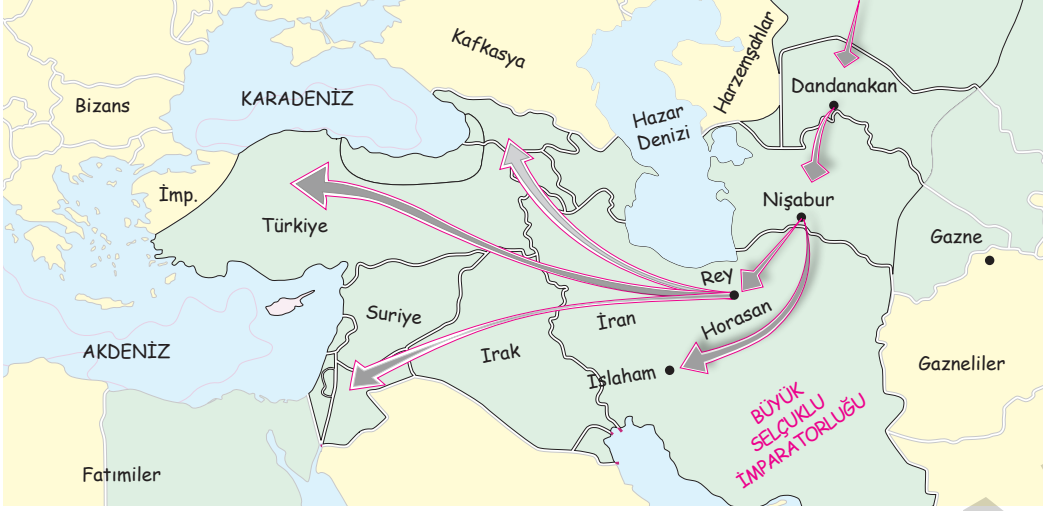 Kafkasya
Harzemşahlar
Dandanakan
Bizans
KARADENİZ
Hazar
Denizi
İmp.
Türkiye
Nişabur
Gazne
Rey
Suriye
İran
Horasan
AKDENİZ
Irak
Islaham
Gazneliler
BÜYÜK
SELÇUKLU
İMPARATORLUĞU
Fatımiler